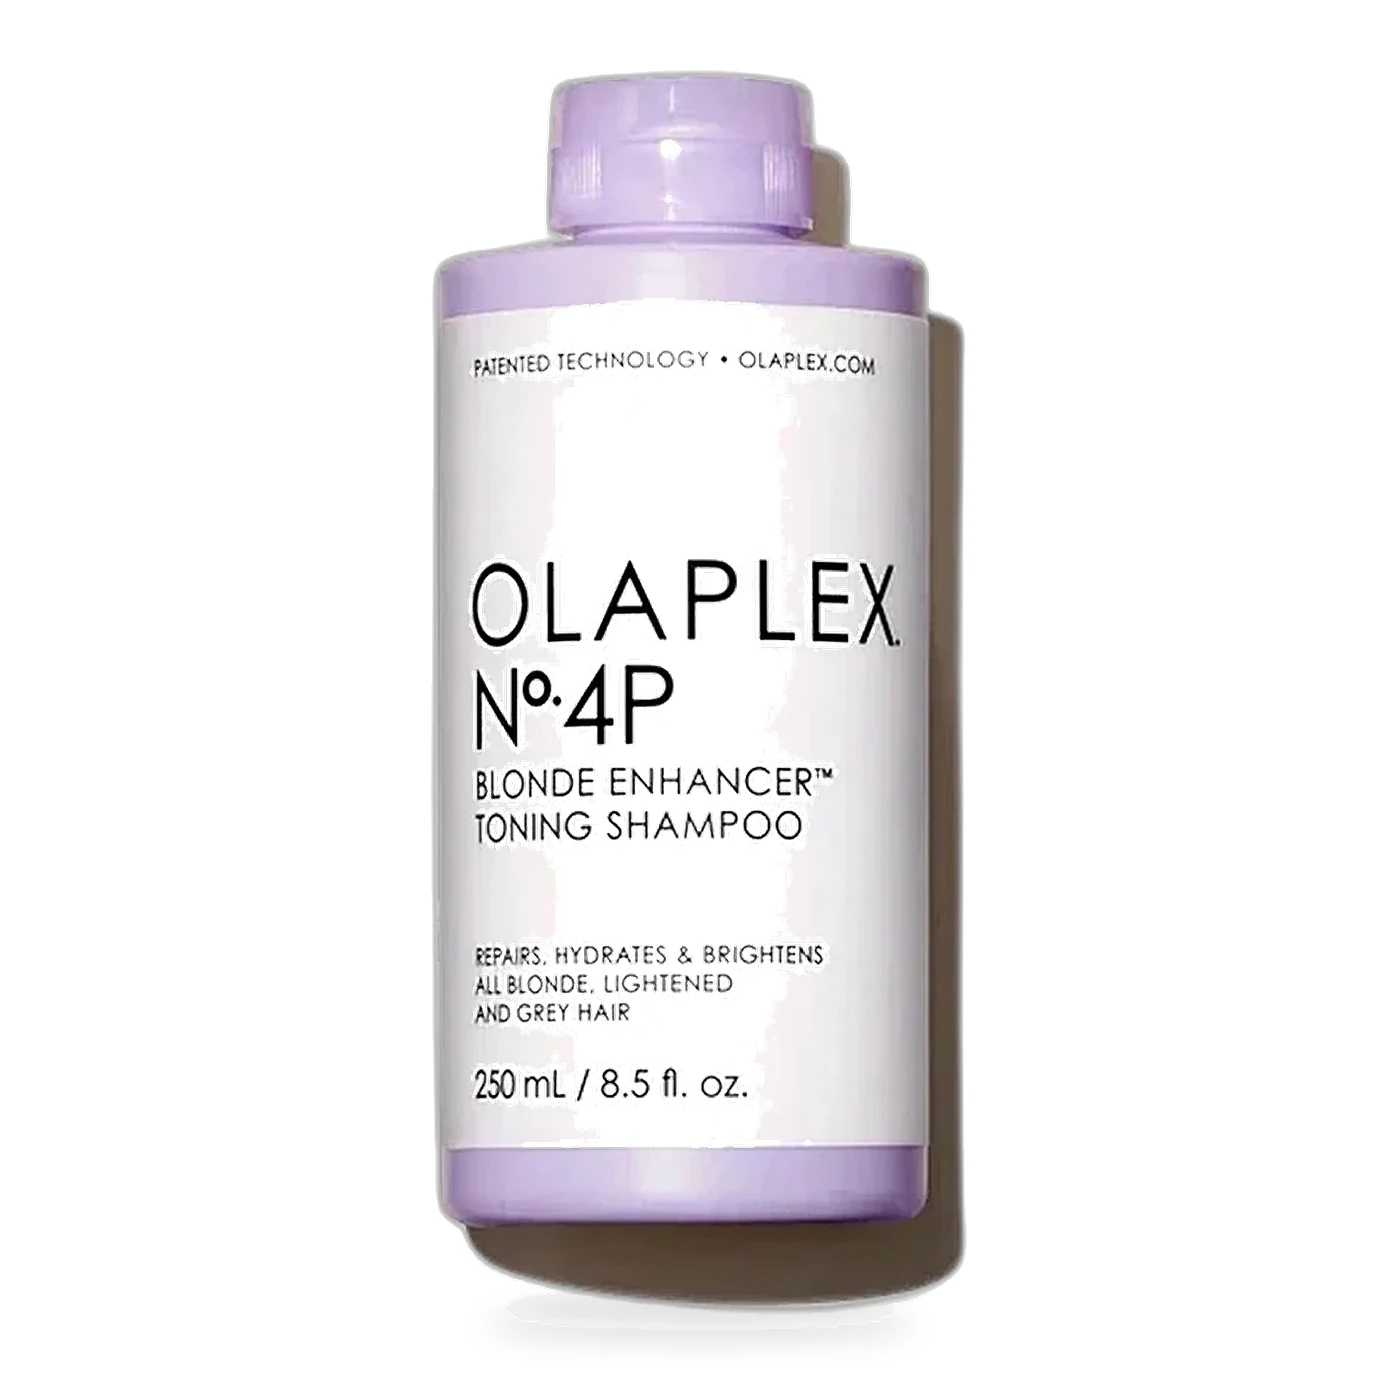 PATENTED TECHNOLOGY • OLAPLEX.COM
OLAPLEX.
Nº.4P
BLONDE ENHANCER™
TONING SHAMPOO
REPAIRS, HYDRATES & BRIGHTENS
ALL BLONDE, LIGHTENED
AND GREY HAIR
250 mL / 8.5 fl. oz.